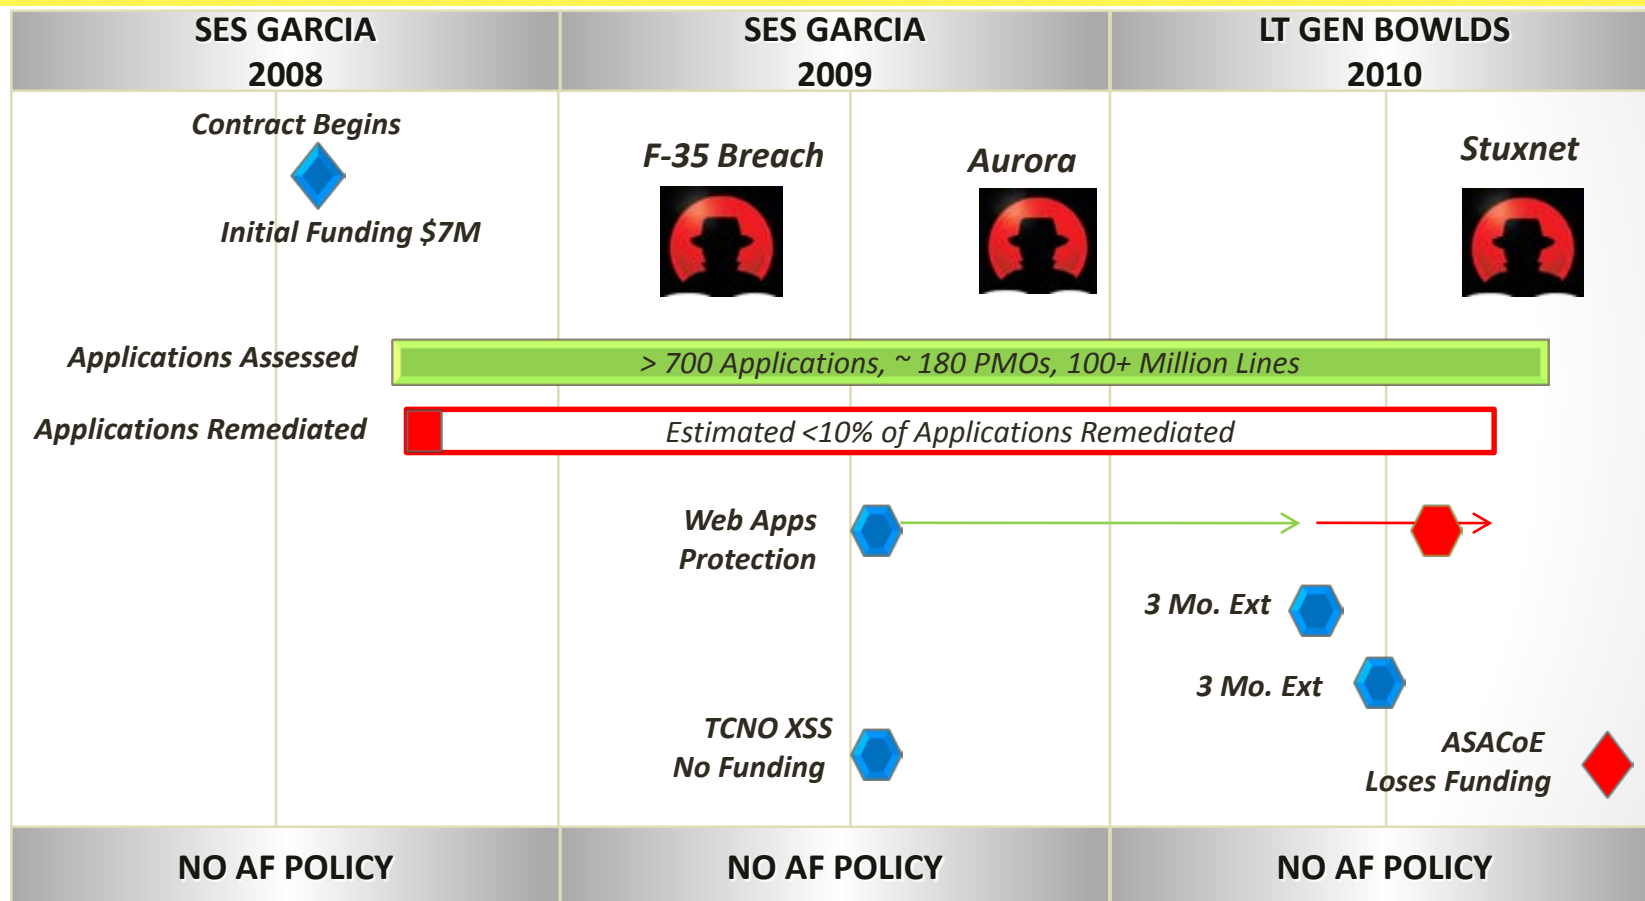 SES GARCIA
2008
SES GARCIA
2009
LT GEN BOWLDS
2010
Contract Begins
Initial Funding $7M
F-35 Breach
Aurora
Stuxnet
Applications Assessed
> 700 Applications, ~ 180 PMOs, 100+ Million Lines
Applications Remediated
Estimated <10% of Applications Remediated
Web Apps
Protection
3 Mo. Ext
3 Mo. Ext
TCNO XSS
No Funding
ASACoE
Loses Funding
NO AF POLICY
NO AF POLICY
NO AF POLICY